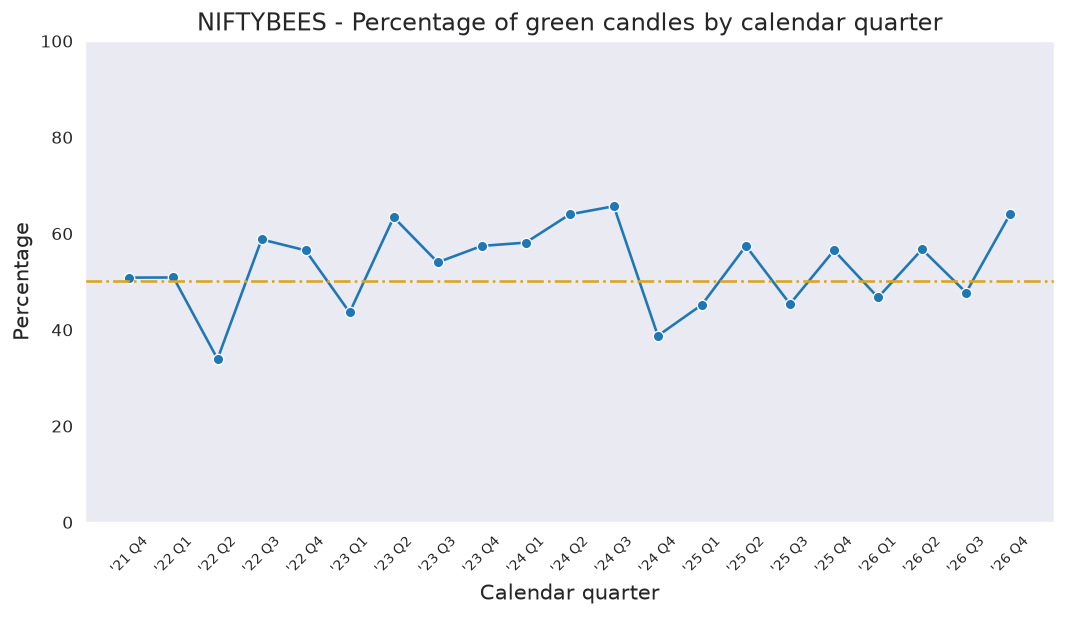 NIFTYBEES - Percentage of green candles by calendar quarter
100
80
60
40
20
0
Percentage
'21 Q4
'22 Q1
'22 Q2
'22 Q3
'22 Q4
'23 Q1
'23 Q2
'23 Q3
'23 Q4
'24 Q1
'24 Q2
'24 Q3
'24 Q4
'25 Q1
'25 Q2
'25 Q3
'25 Q4
'26 Q1
'26 Q2
'26 Q3
'26 Q4
Calendar quarter